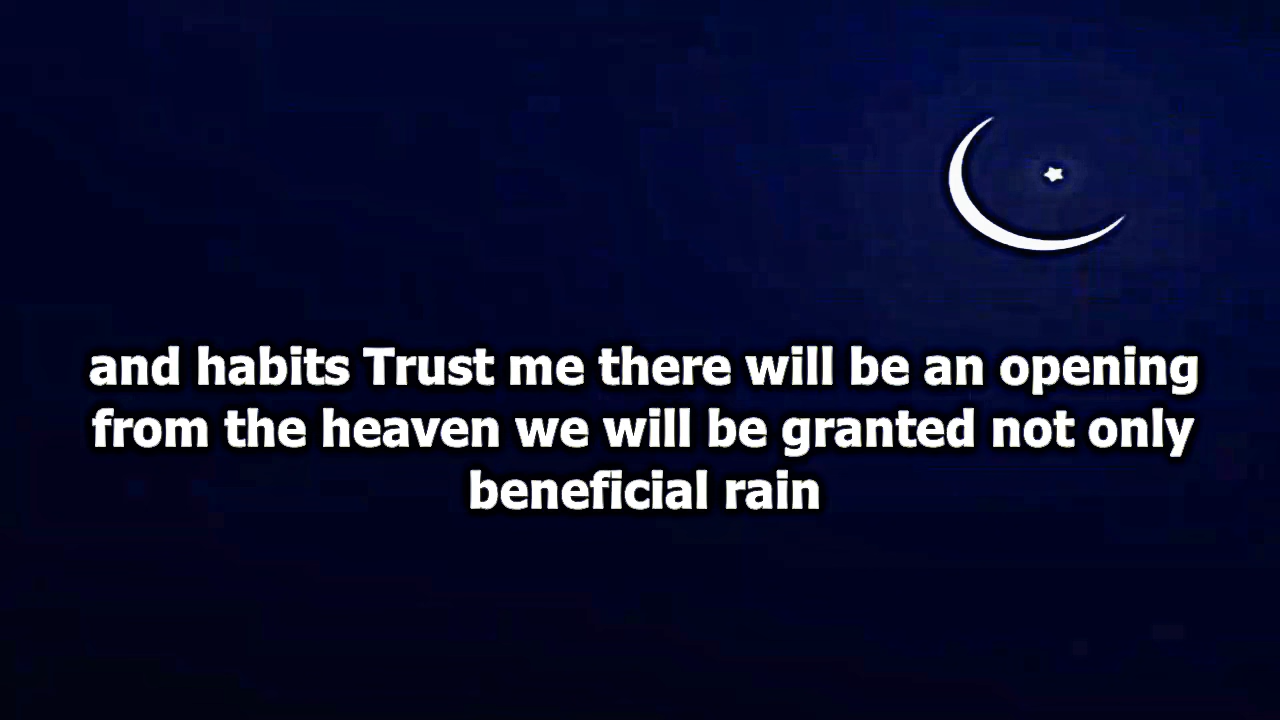 and habits Trust me there will be an opening
from the heaven we will be granted not only
beneficial rain